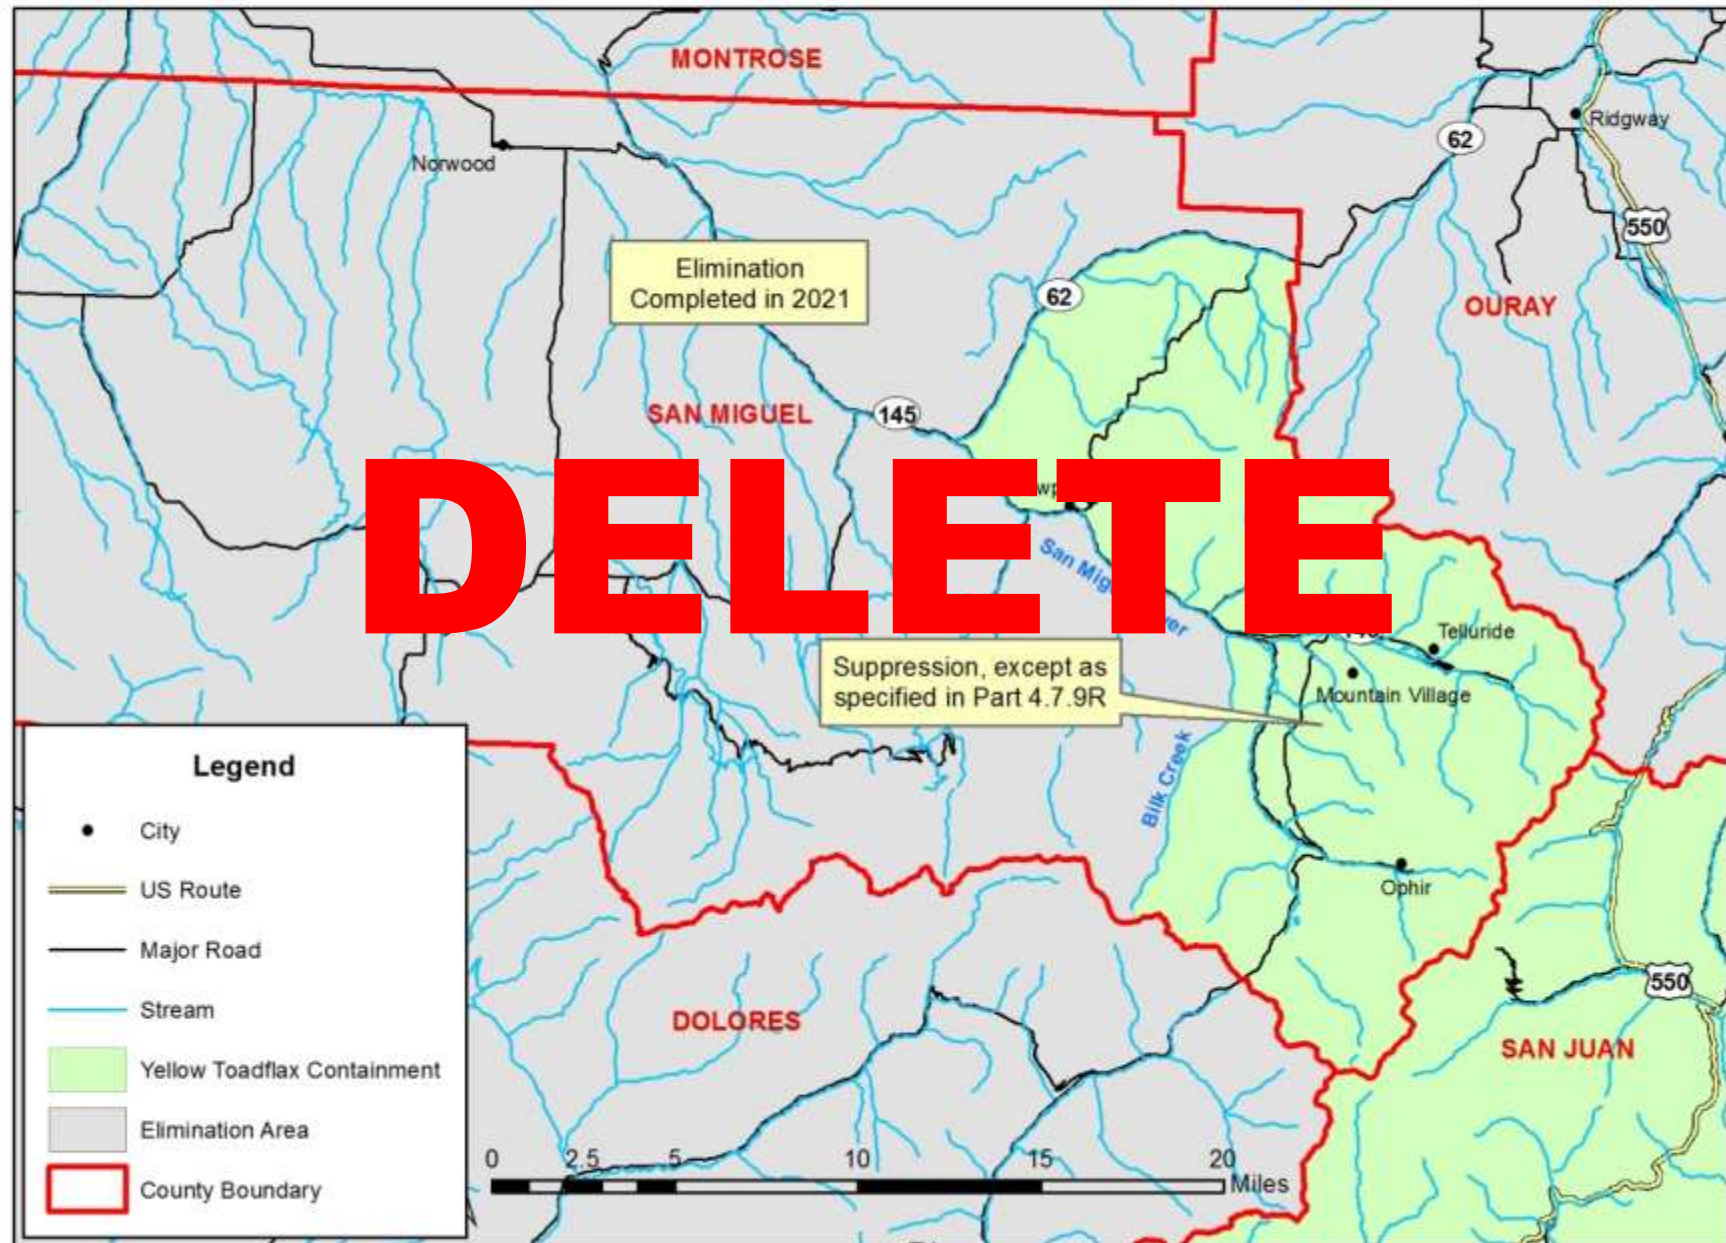 MONTROSE
Ridgway
62
Norwood
550
Elimination
Completed in 2021
62
OURAY
SAN MIGUEL
145
DELETE
San Mig
Telluride
Suppression, except as
specified in Part 4.7.9R
Mountain Village
Bilk Creek
Ophir
Legend
City
US Route
Major Road
Stream
Yellow Toadflax Containment
Elimination Area
County Boundary
550
DOLORES
SAN JUAN
0 2.5 5 10 15 20
Miles